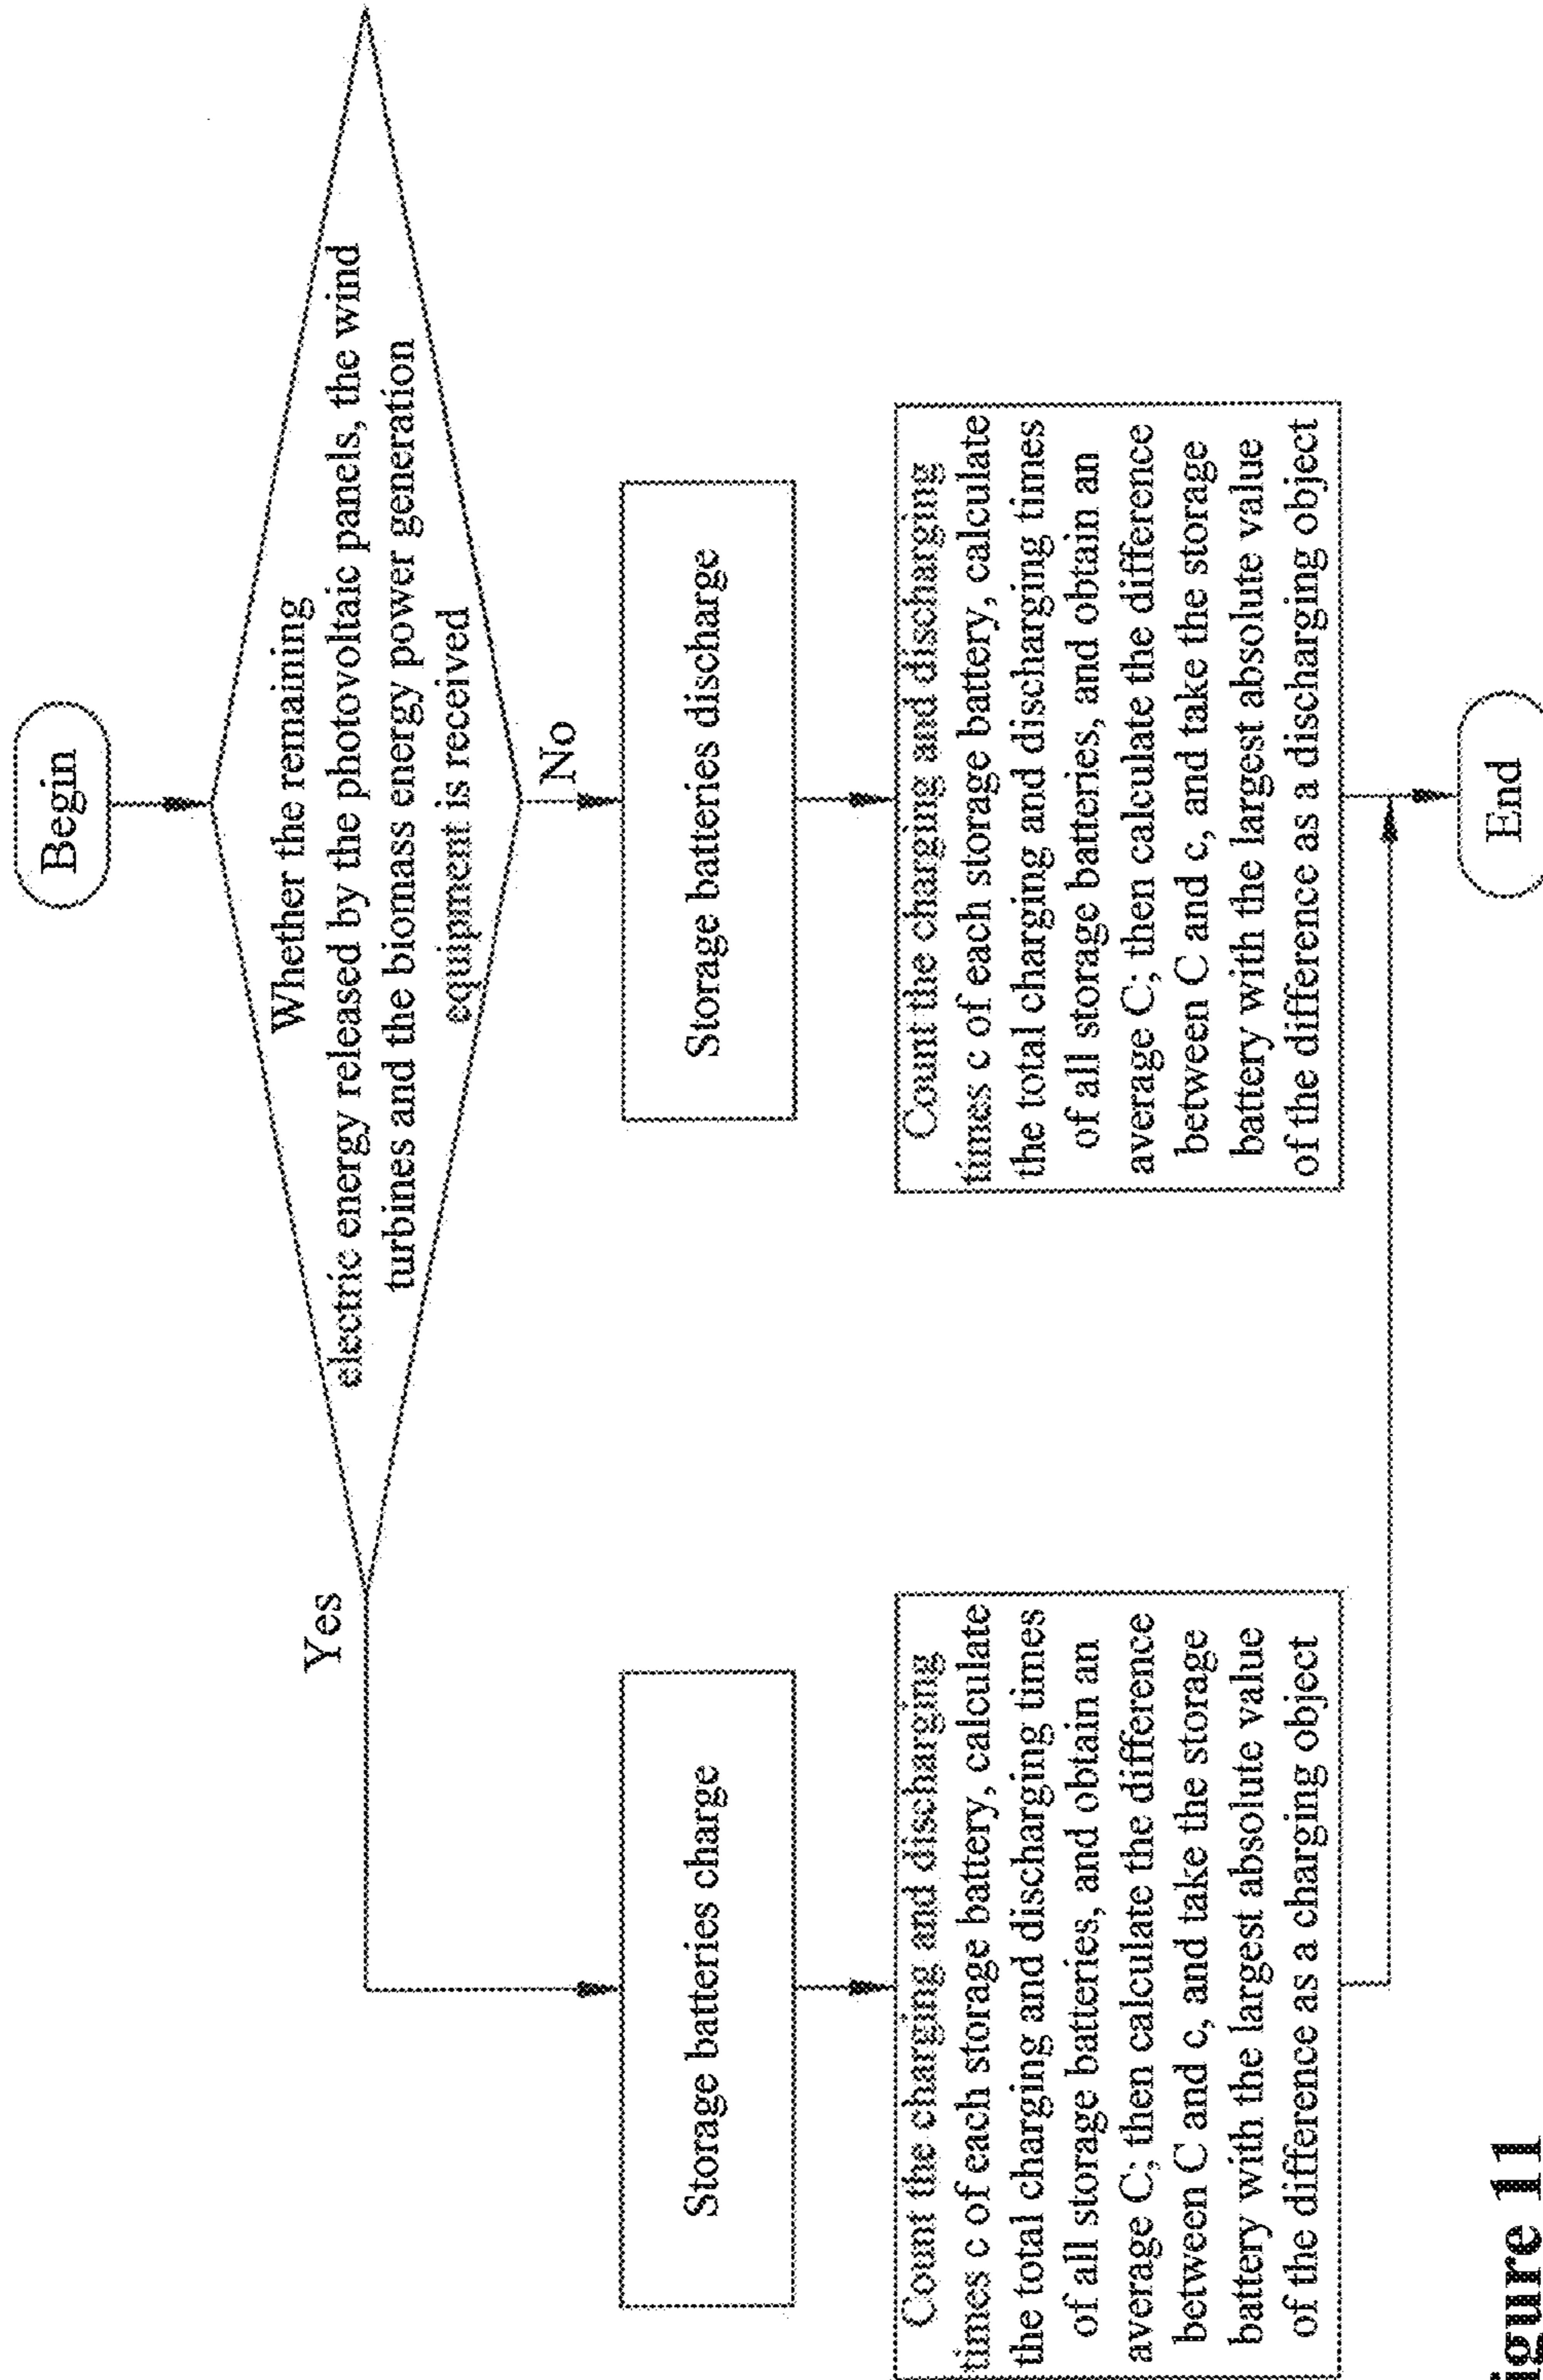 Begin
Whether the remaining
electric energy released by the photovoltaic panels, the wind
turbines and the biomass energy power generation
equipment is received
Yes
No
Storage batteries charge
Storage batteries discharge
Count the charging and discharging
times c of each storage battery, calculate
the total charging and discharging times
of all storage batteries, and obtain an
average C; then calculate the difference
between C and c, and take the storage
battery with the largest absolute value
of the difference as a charging object
Count the charging and discharging
times c of each storage battery, calculate
the total charging and discharging times
of all storage batteries, and obtain an
average C; then calculate the difference
between C and c, and take the storage
battery with the largest absolute value
of the difference as a discharging object
End
igure 11